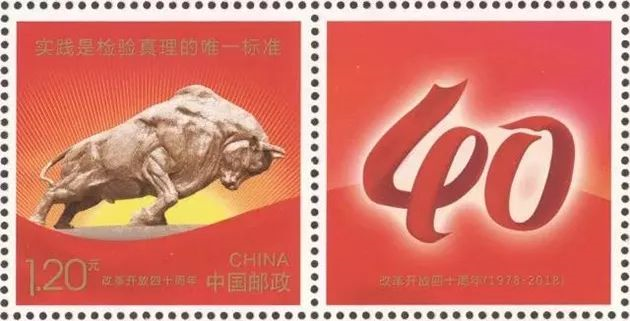 实践是检验真理的唯一标准
CHINA
1.20元 改革开放四十周年 中国邮政
40
改革开放四十周年(1978-2018)